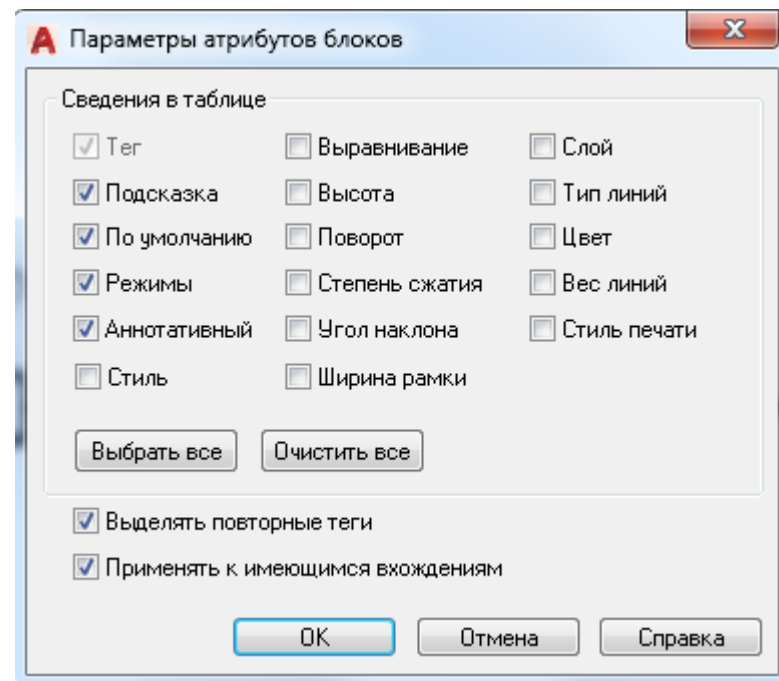 Параметры атрибутов блоков
Сведения в таблице
Тег Выравнивание Слой
Подсказка Высота Тип линий
По умолчанию Поворот Цвет
Режимы Степень сжатия Вес линий
Аннотативный Угол наклона Стиль печати
Стиль Ширина рамки
Выбрать все Очистить все
Выделять повторные теги
Применять к имеющимся вхождениям
ОК Отмена Справка